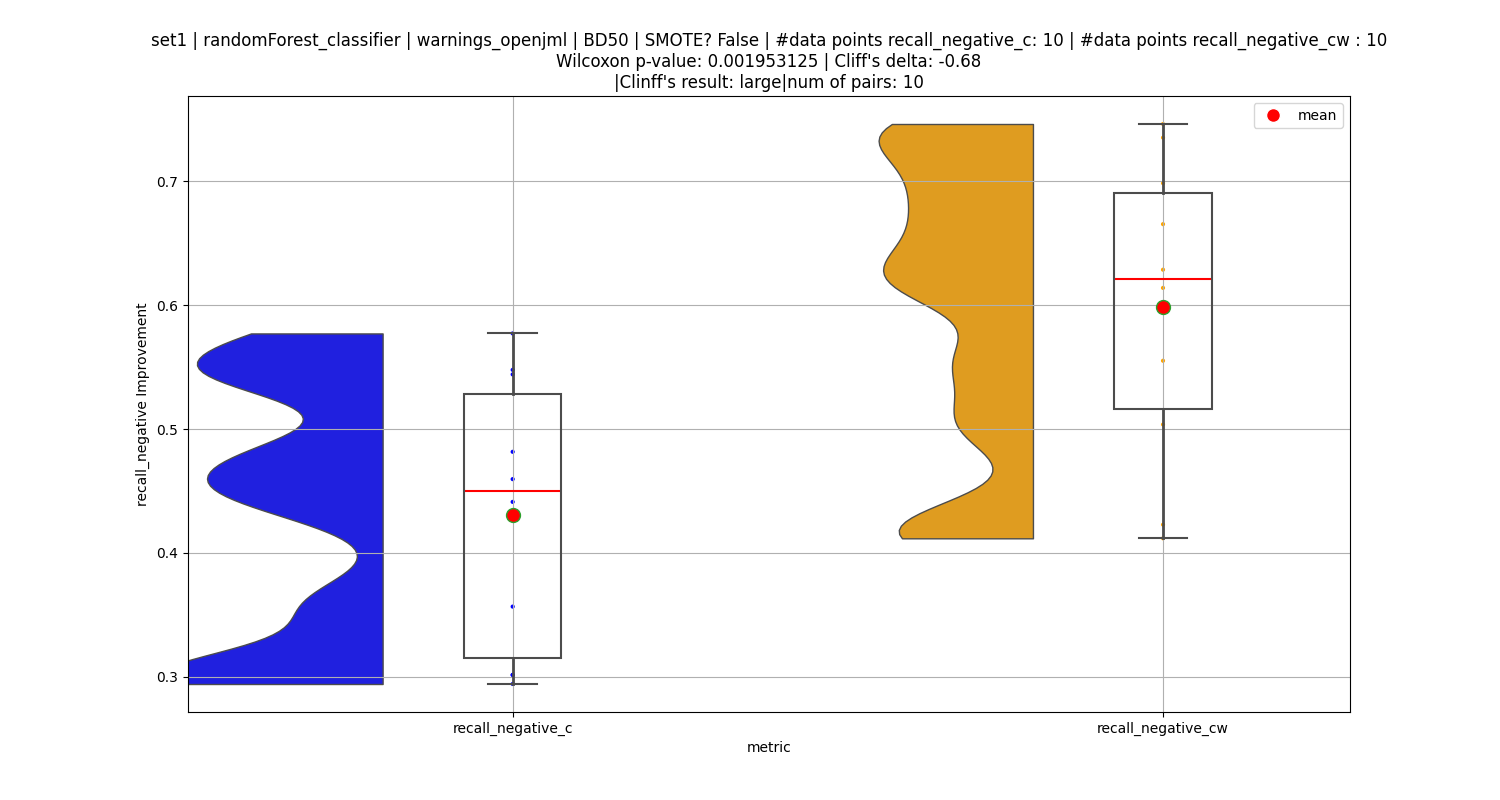 set1 | randomForest_classifier | warnings_openjml | BD50 | SMOTE? False | #data points recall_negative_c: 10 | #data points recall_negative_cw : 10
Wilcoxon p-value: 0.001953125 | Cliff's delta: -0.68
|Clinff's result: large|num of pairs: 10
mean
0.7
0.6
0.5
0.4
0.3
recall_negative Improvement
recall_negative_c
recall_negative_cw
metric